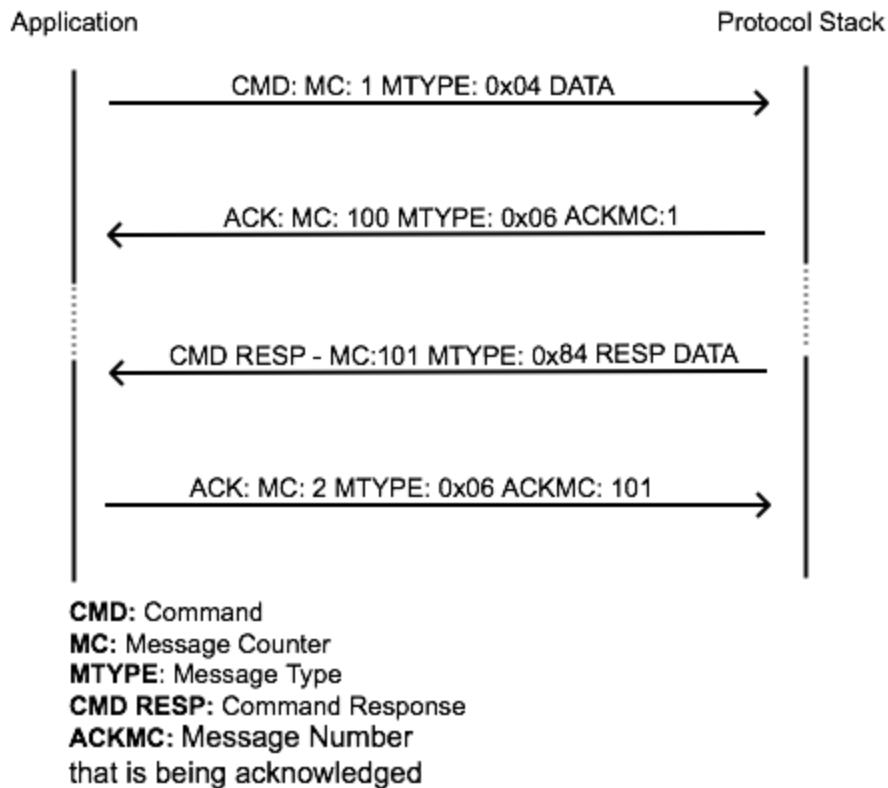 Application
Protocol Stack
CMD: MC: 1 MTYPE: 0x04 DATA
ACK: MC: 100 MTYPE: 0x06 ACKMC:1
CMD RESP - MC:101 MTYPE: 0x84 RESP DATA
ACK: MC: 2 MTYPE: 0x06 ACKMC: 101
CMD: Command
MC: Message Counter
MTYPE: Message Type
CMD RESP: Command Response
ACKMC: Message Number
that is being acknowledged